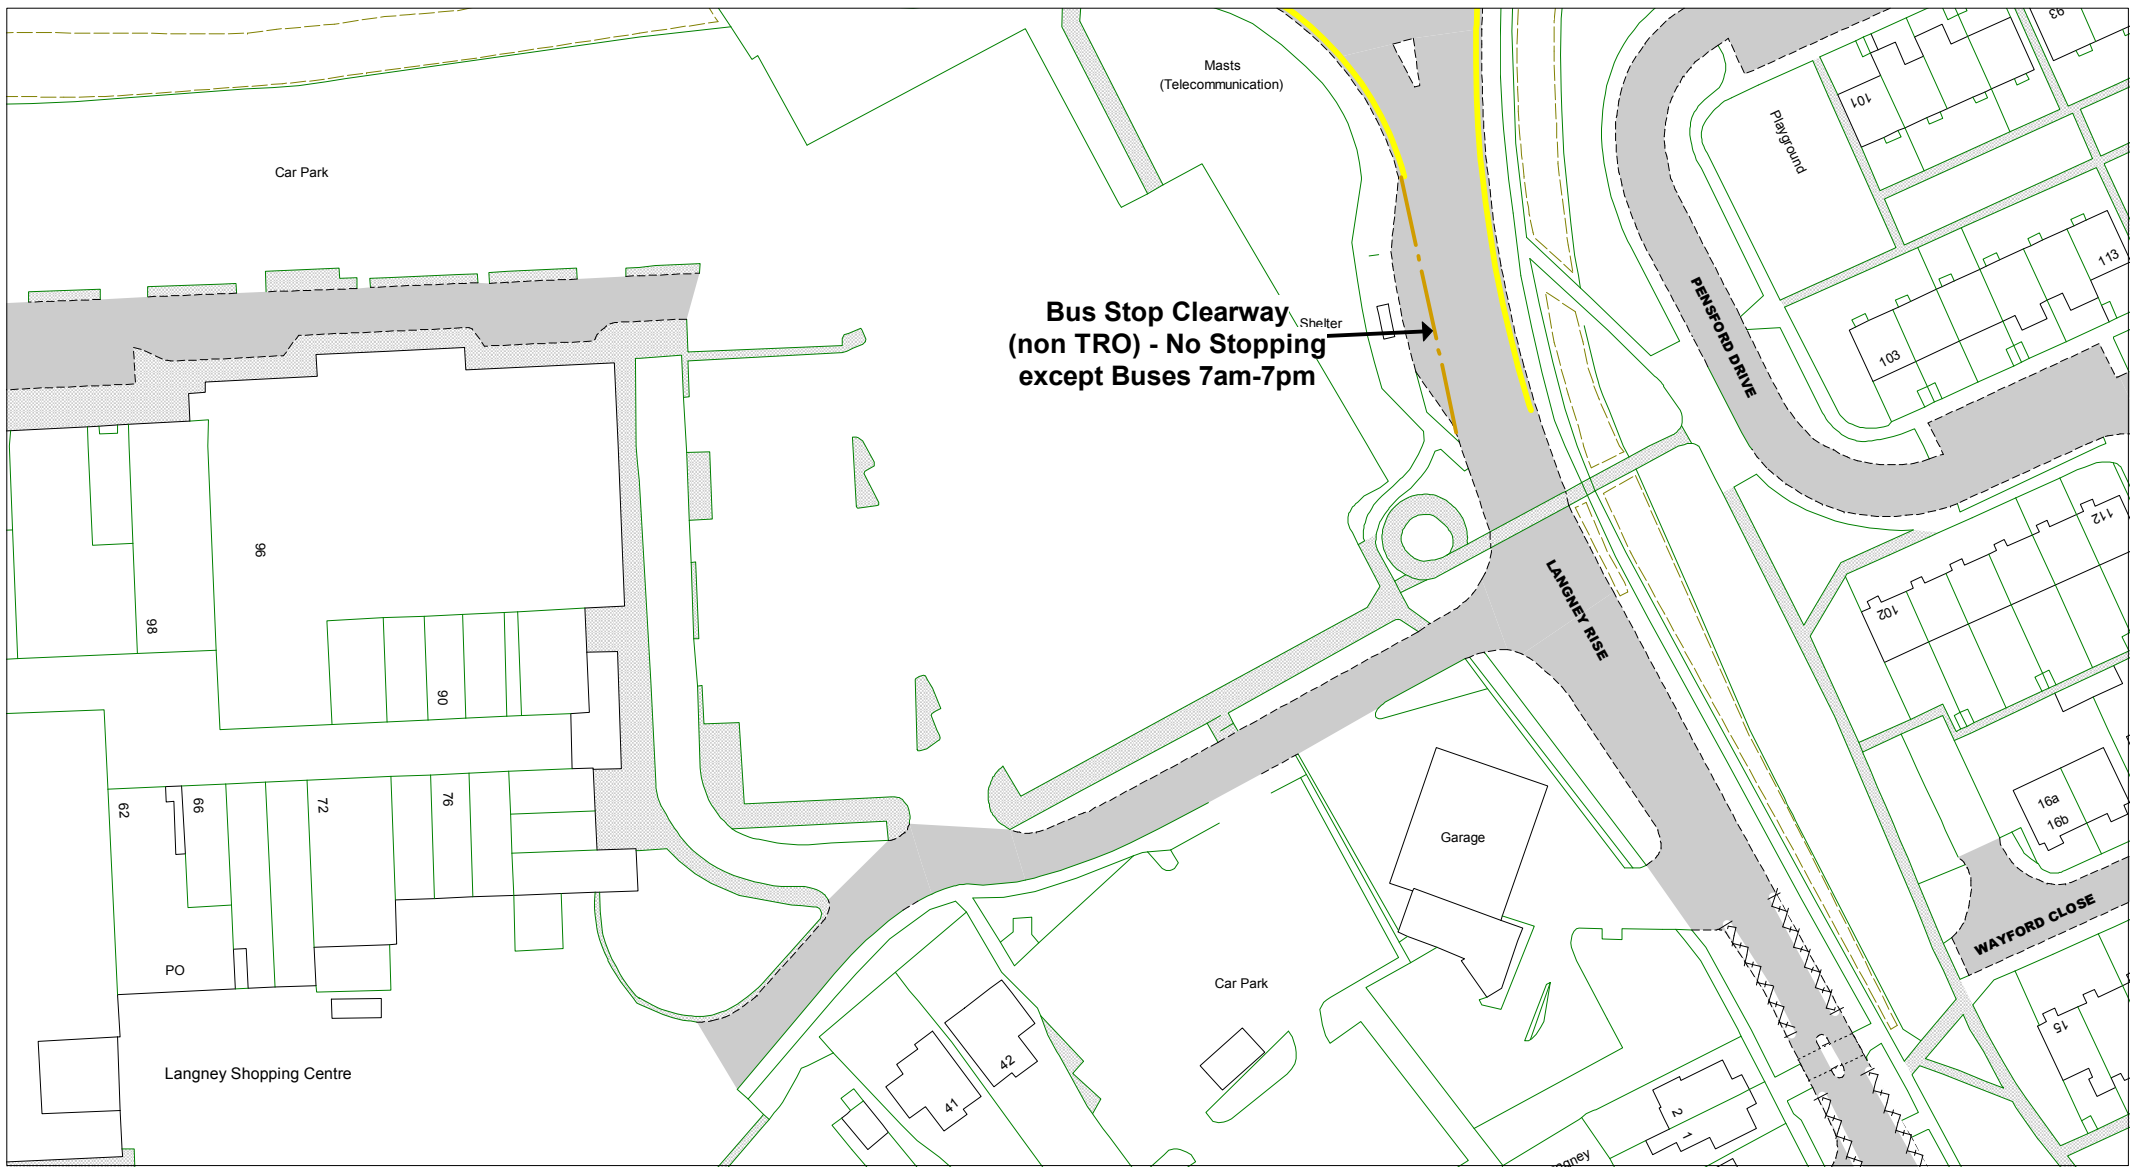 93
Masts
(Telecommunication)
101
Playground
Car Park
113
PENSFORD DRIVE
Bus Stop Clearway
Shelter
(non TRO) - No Stopping
except Buses 7am-7pm
103
112
96
LANGNEY RISE
102
98
90
62
66
72
76
16a
16b
Garage
WAYFORD CLOSE
PO
Car Park
15
42
Langney Shopping Centre
41
2
1
ngney